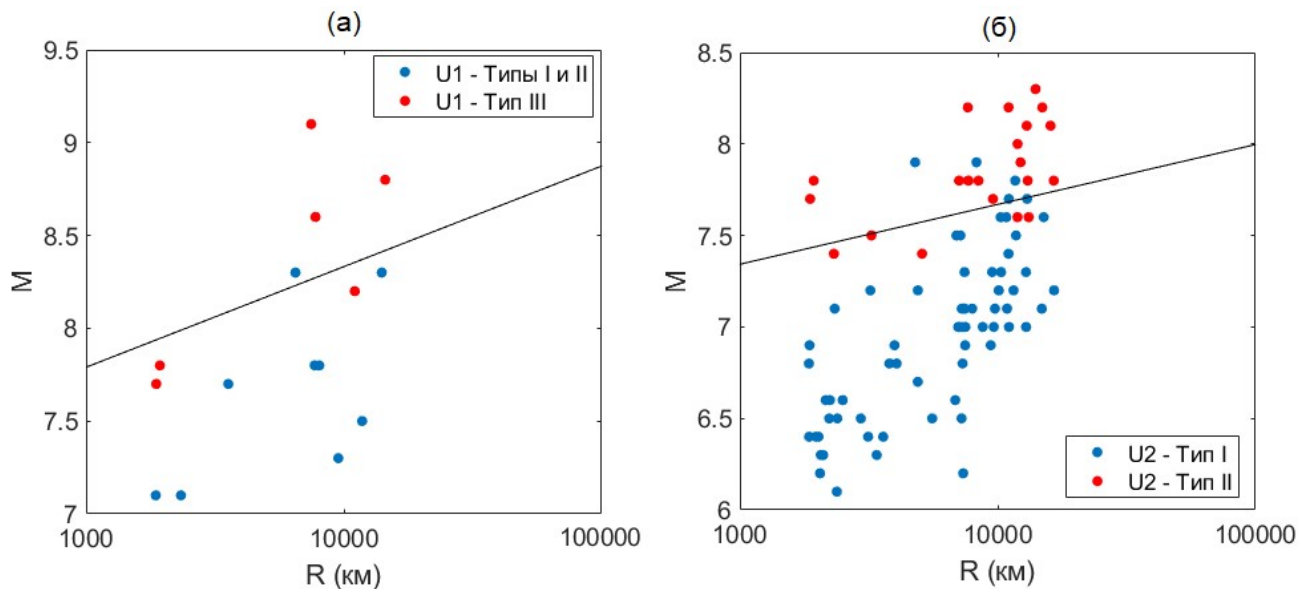 (а)
9.5
9
8.5
8
7.5
7
M
1000
10000
100000
R (км)
U1 - Типы I и II
U1 - Тип III
(б)
8.5
8
7.5
7
6.5
6
M
1000
10000
100000
R (км)
U2 - Тип I
U2 - Тип II